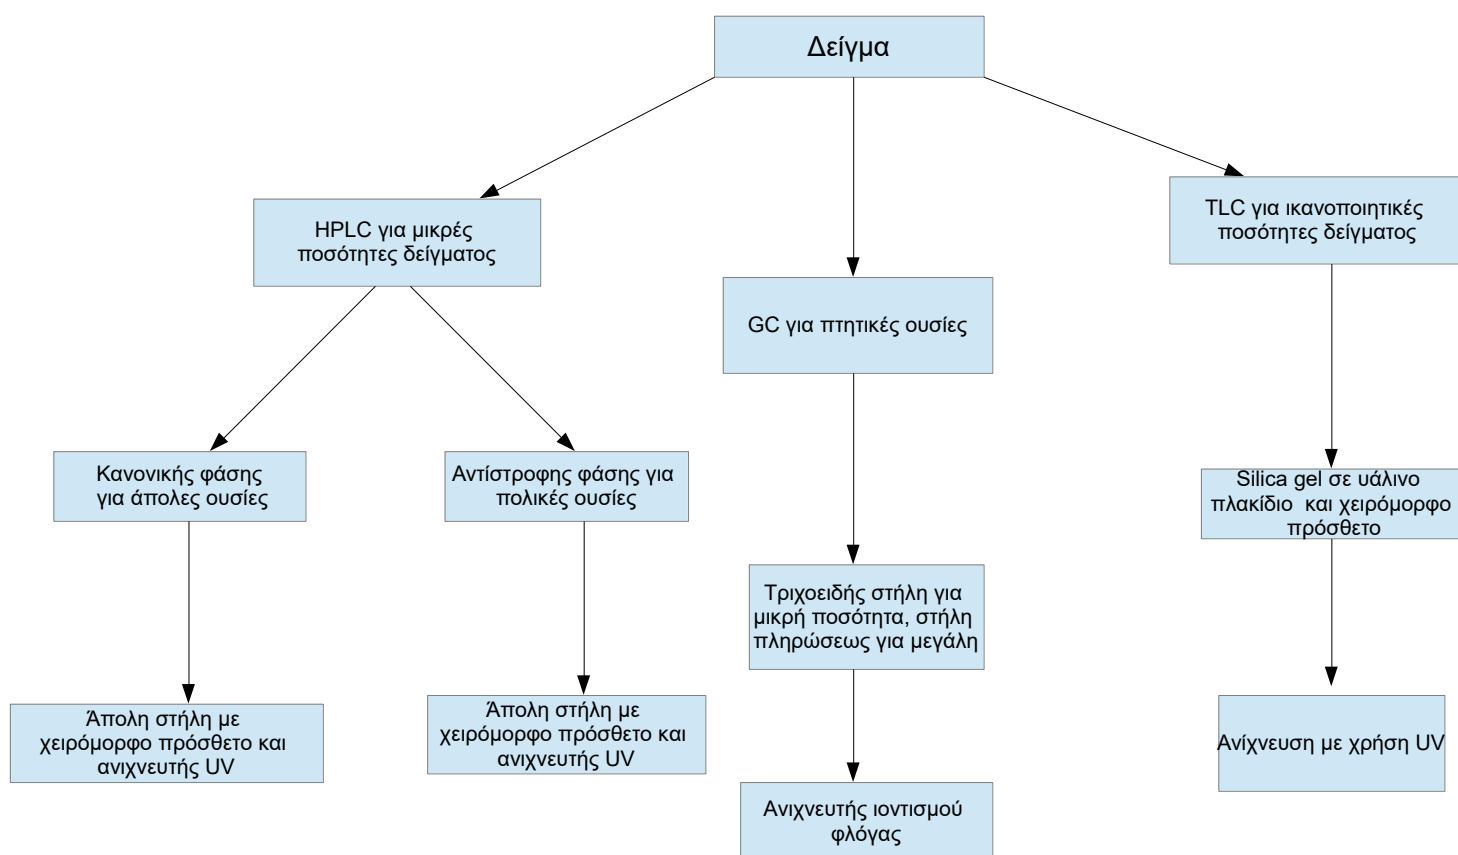 Δείγμα
HPLC για μικρές
ποσότητες δείγματος
GC για πτητικές ουσίες
TLC για ικανοποιητικές
ποσότητες δείγματος
Κανονικής φάσης
για άπολες ουσίες
Αντίστροφης φάσης για
πολικές ουσίες
Τριχοειδής στήλη για
μικρή ποσότητα, στήλη
πληρώσεως για μεγάλη
Silica gel σε υάλινο
πλακίδιο και χειρόμορφο
πρόσθετο
Άπολη στήλη με
χειρόμορφο πρόσθετο και
ανιχνευτής UV
Άπολη στήλη με
χειρόμορφο πρόσθετο και
ανιχνευτής UV
Ανιχνευτής ιοντισμού
φλόγας
Ανίχνευση με χρήση UV